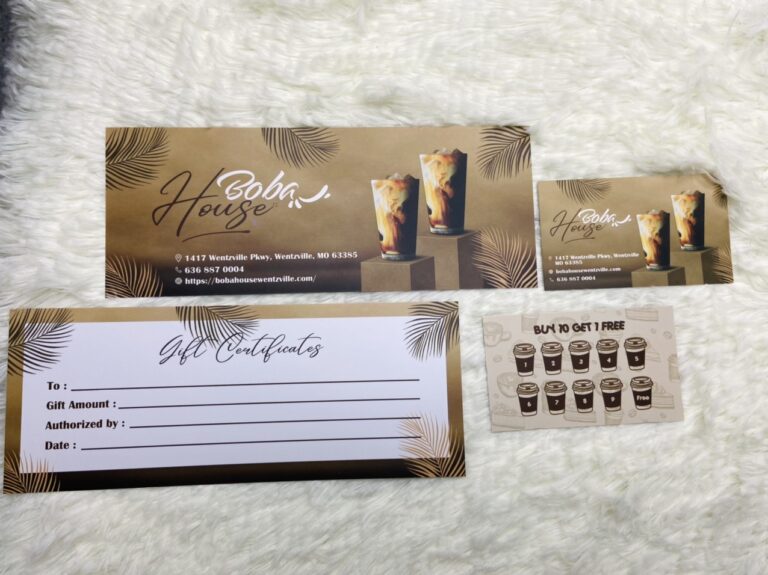 Boba
House
1417 Wentzville Pkwy, Wentzville, MO 63385
636 887 0004
https://bobahousewentzville.com/
Boba
House
1417 Wentzville Pkwy, Wentzville
MO 63385
bobahousewentzville.com
636 887 0004
Gift Certificates
To :
Gift Amount :
Authorized by :
Date :
BUY 10 GET 1 FREE
1 2 3 4 5
6 7 8 9 Free